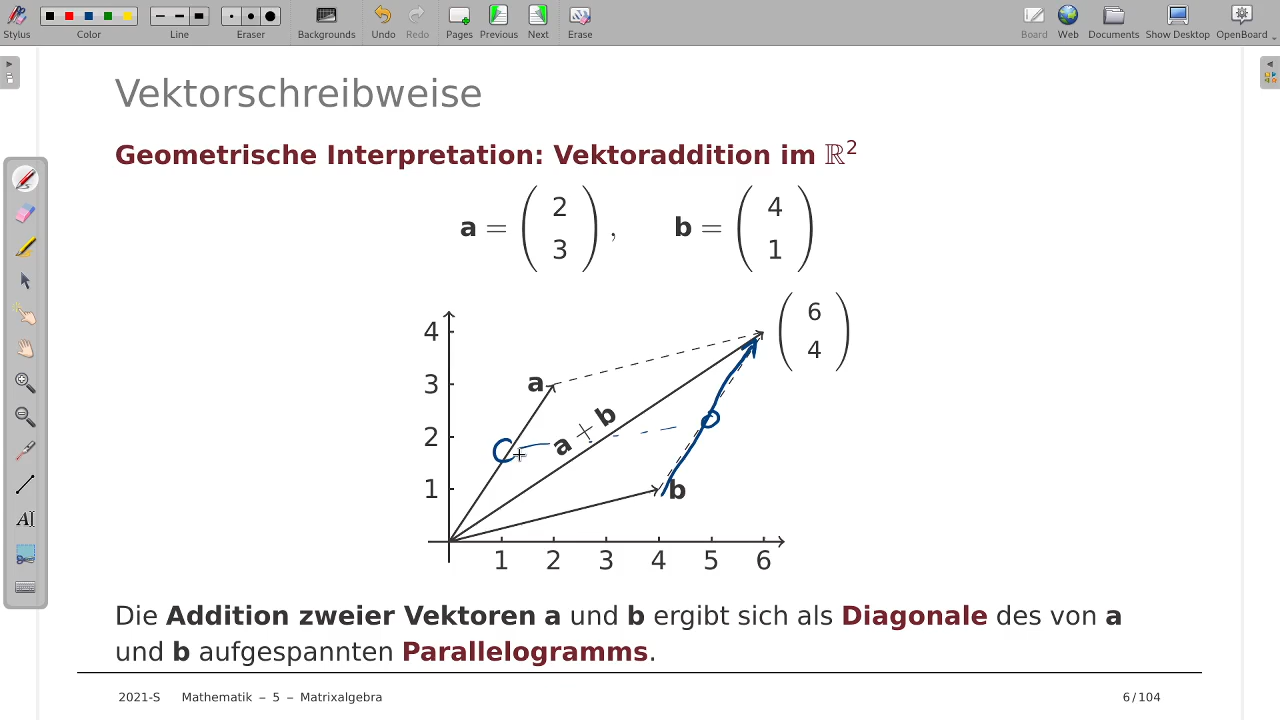 Stylus Color Line Eraser Backgrounds Undo Redo Pages Previous Next Erase Board Web Documents Show Desktop OpenBoard
Vektorschreibweise
Geometrische Interpretation: Vektoraddition im ℝ²
a = ( 2 3 ), b = ( 4 1 )
( 6 4 )
4
3
2
1
a
a + b
b
1 2 3 4 5 6
Die Addition zweier Vektoren a und b ergibt sich als Diagonale des von a
und b aufgespannten Parallelogramms.
2021-S Mathematik – 5 – Matrixalgebra 6/104